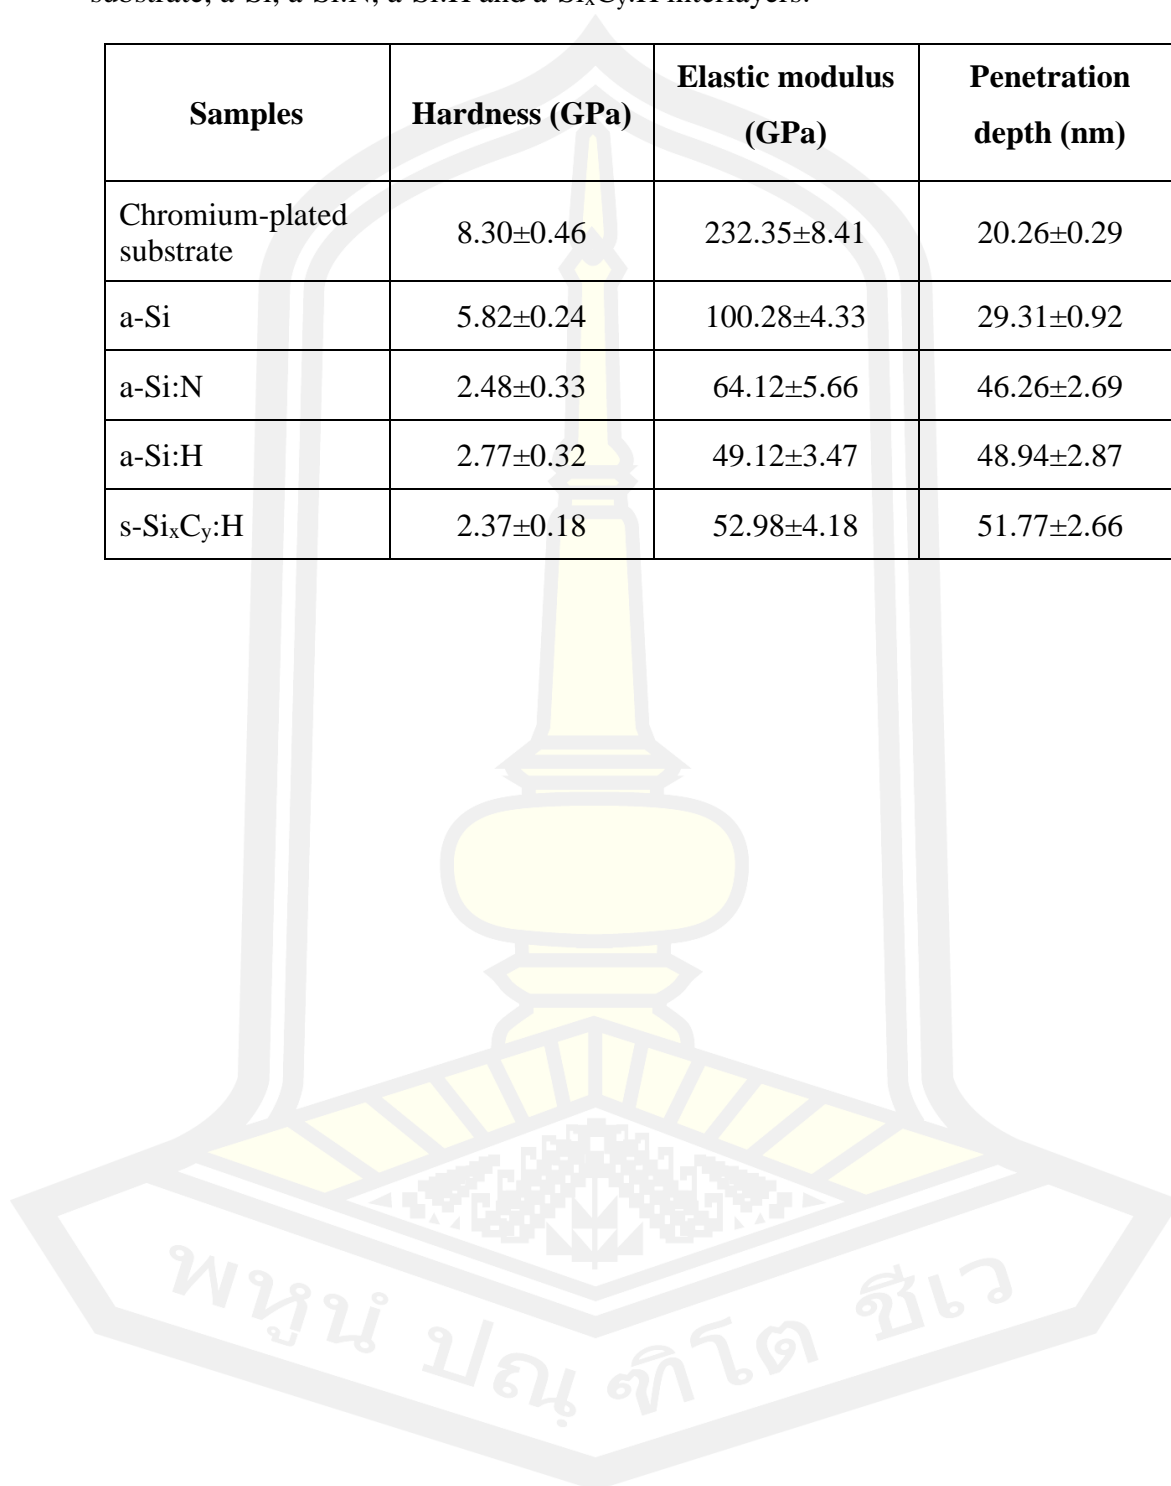 substrate, a-Si, a-Si:N, a-Si:H and a-SixCy:H interlayers.
Samples Hardness (GPa) Elastic modulus (GPa) Penetration depth (nm)
Chromium-plated substrate 8.30±0.46 232.35±8.41 20.26±0.29
a-Si 5.82±0.24 100.28±4.33 29.31±0.92
a-Si:N 2.48±0.33 64.12±5.66 46.26±2.69
a-Si:H 2.77±0.32 49.12±3.47 48.94±2.87
s-SixCy:H 2.37±0.18 52.98±4.18 51.77±2.66
พหูนํ ปณฺฑิโต ชีเว